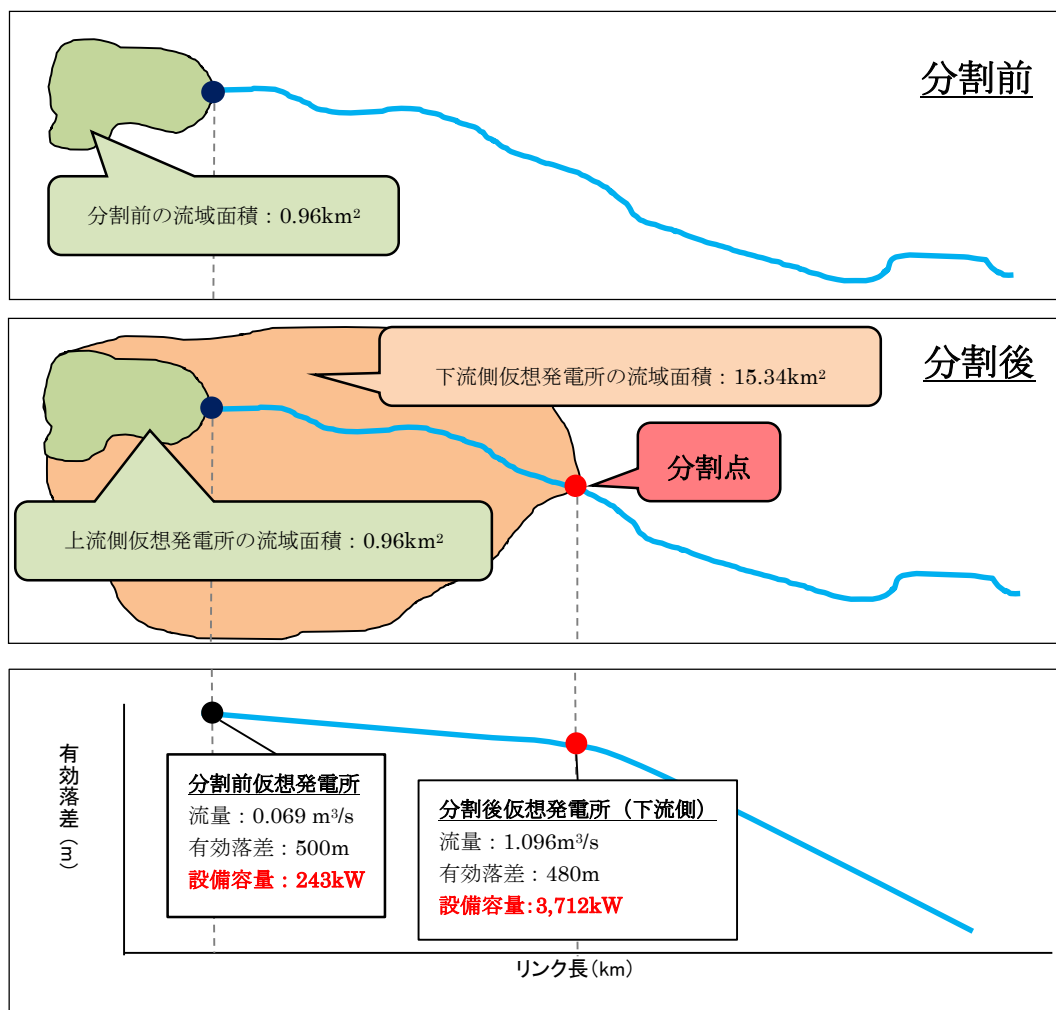 分割前
分割前の流域面積：0.96km²
分割後
下流側仮想発電所の流域面積：15.34km²
分割点
上流側仮想発電所の流域面積：0.96km²
有効落差(m)
分割前仮想発電所
流量：0.069 m³/s
有効落差：500m
設備容量：243kW
分割後仮想発電所（下流側）
流量：1.096m³/s
有効落差：480m
設備容量：3,712kW
リンク長(km)